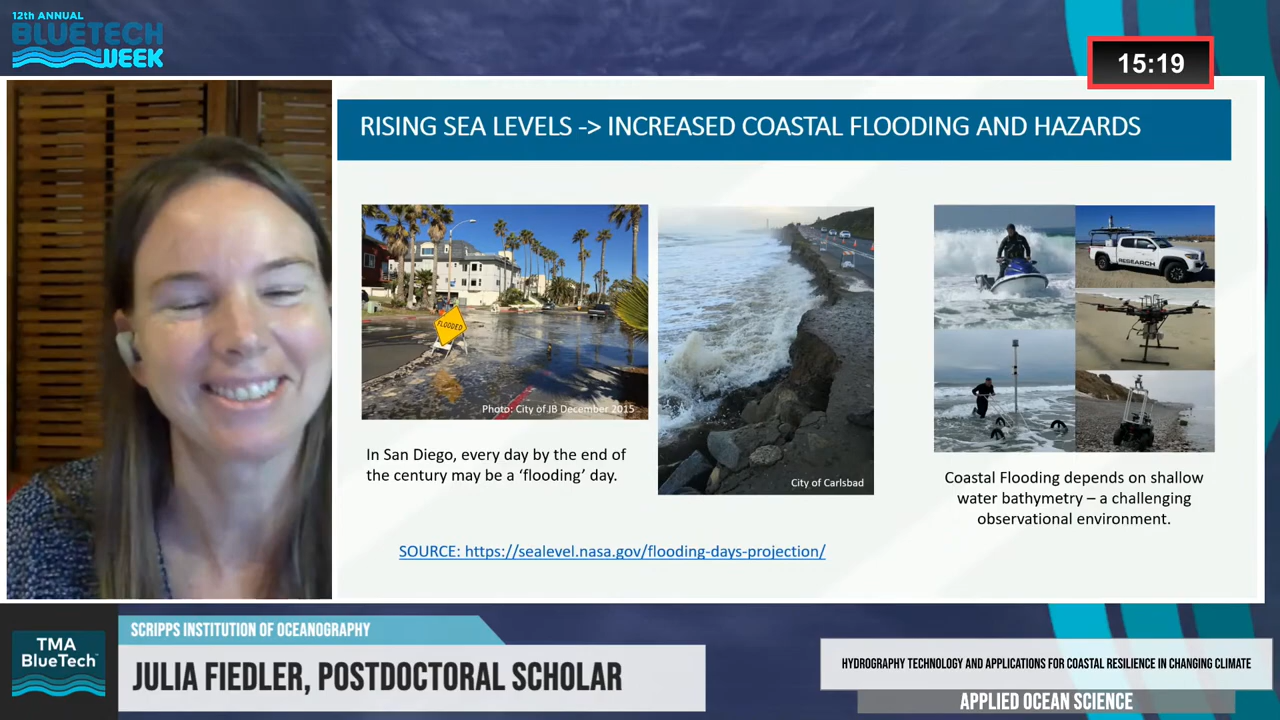 12th ANNUAL
BLUETECH
WEEK
15:19
RISING SEA LEVELS -> INCREASED COASTAL FLOODING AND HAZARDS
FLOODED
Photo: City of IB December 2015
City of Carlsbad
RESEARCH
In San Diego, every day by the end of
the century may be a ‘flooding’ day.
Coastal Flooding depends on shallow
water bathymetry – a challenging
observational environment.
SOURCE: https://sealevel.nasa.gov/flooding-days-projection/
TMA
BlueTech™
SCRIPPS INSTITUTION OF OCEANOGRAPHY
JULIA FIEDLER, POSTDOCTORAL SCHOLAR
HYDROGRAPHY TECHNOLOGY AND APPLICATIONS FOR COASTAL RESILIENCE IN CHANGING CLIMATE
APPLIED OCEAN SCIENCE